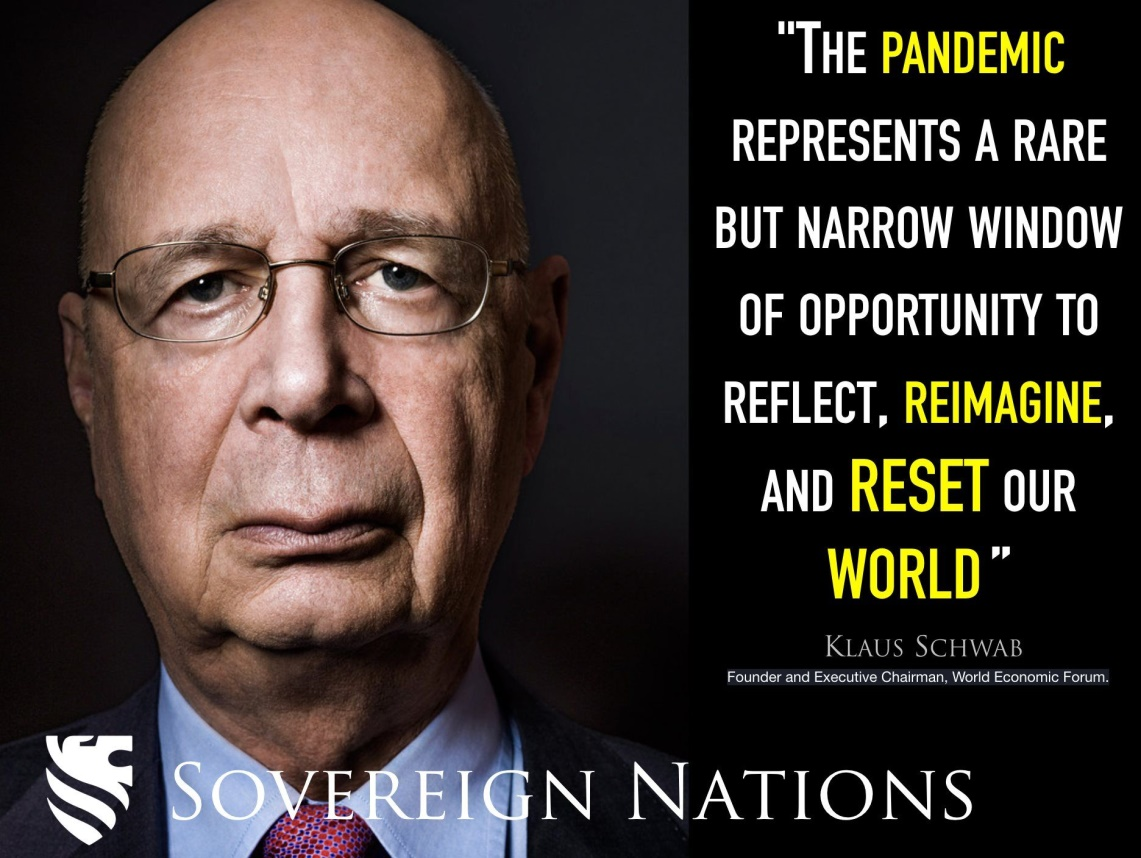 "THE PANDEMIC
REPRESENTS A RARE
BUT NARROW WINDOW
OF OPPORTUNITY TO
REFLECT, REIMAGINE,
AND RESET OUR
WORLD”
KLAUS SCHWAB
Founder and Executive Chairman, World Economic Forum.
SOVEREIGN NATIONS